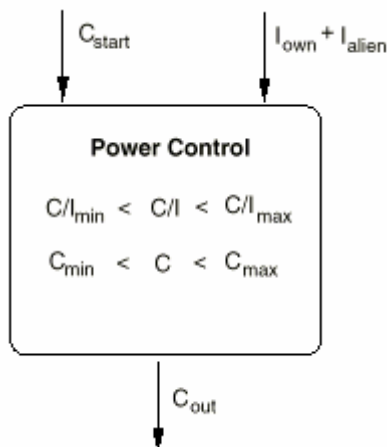 C_start I_own + I_alien
Power Control
C/I_min < C/I < C/I_max
C_min < C < C_max
C_out